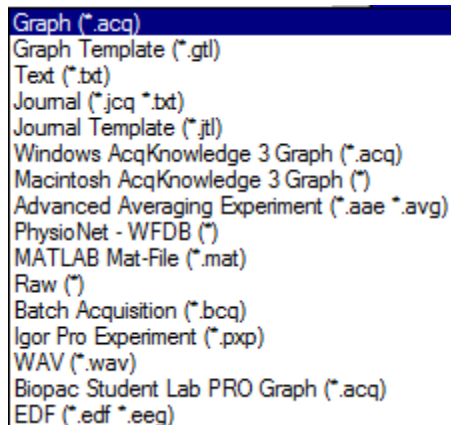 Graph (*.acq)
Graph Template (*.gtl)
Text (*.txt)
Journal (*.jcq *.txt)
Journal Template (*.jtl)
Windows AcqKnowledge 3 Graph (*.acq)
Macintosh AcqKnowledge 3 Graph (*)
Advanced Averaging Experiment (*.aae *.avg)
PhysioNet - WFDB (*)
MATLAB Mat-File (*.mat)
Raw (*)
Batch Acquisition (*.bcq)
Igor Pro Experiment (*.pxp)
WAV (*.wav)
Biopac Student Lab PRO Graph (*.acq)
EDF (*.edf *.eeg)